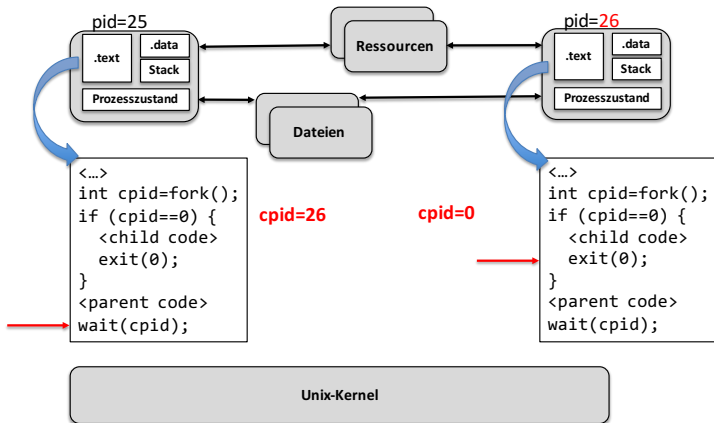 pid=25
pid=26
.text
.data
Stack
Prozesszustand
Ressourcen
Dateien
.text
.data
Stack
Prozesszustand
<…>
int cpid=fork();
if (cpid==0) {
<child code>
exit(0);
}
<parent code>
wait(cpid);
cpid=26
cpid=0
<…>
int cpid=fork();
if (cpid==0) {
<child code>
exit(0);
}
<parent code>
wait(cpid);
Unix-Kernel